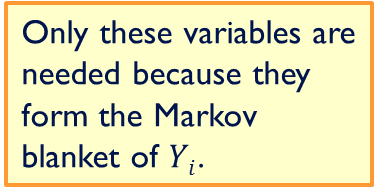 Only these variables are
needed because they
form the Markov
blanket of Yᵢ.